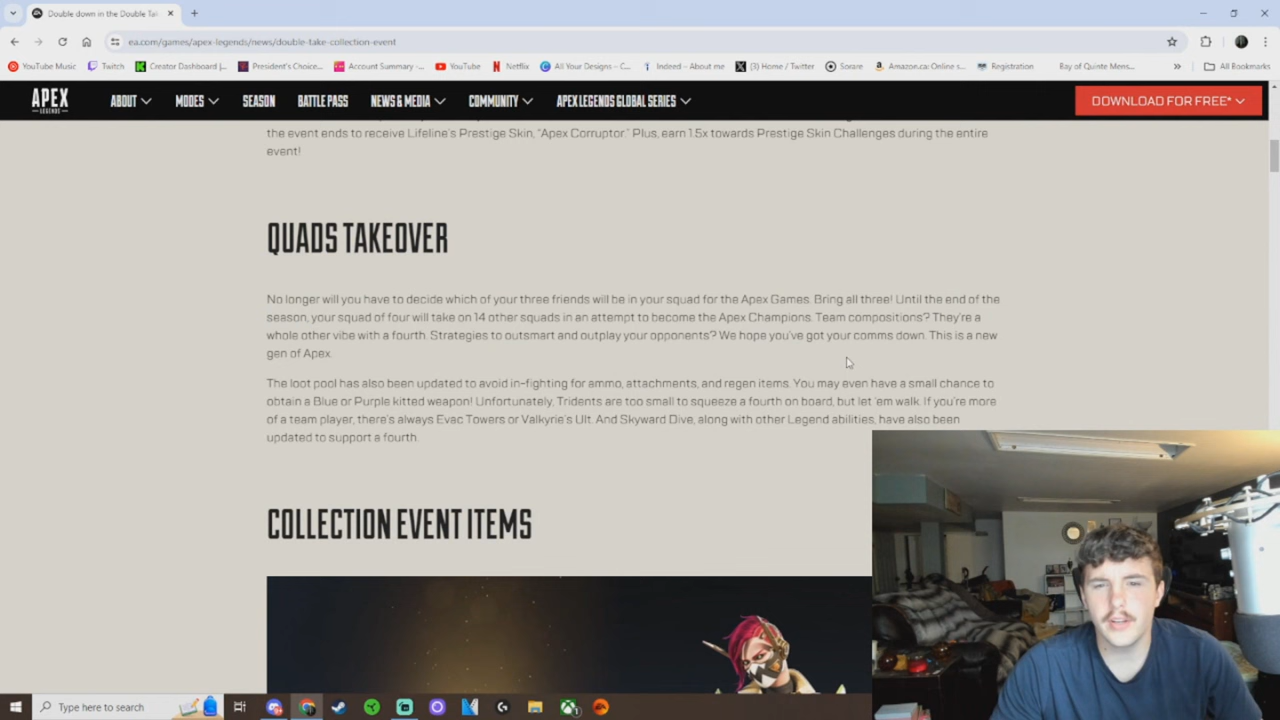 Double down in the Double Ta
ea.com/games/apex-legends/news/double-take-collection-event
YouTube Music
Twitch
Creator Dashboard |...
President's Choice...
Account Summary -...
YouTube
Netflix
All Your Designs – C...
Indeed – About me
(3) Home / Twitter
Sorare
Amazon.ca: Online s...
Registration
Ray of Quinte Mens...
All Bookmarks
APEX
LEGENDS
ABOUT
MODES
SEASON
BATTLE PASS
NEWS & MEDIA
COMMUNITY
APEX LEGENDS GLOBAL SERIES
DOWNLOAD FOR FREE*
the event ends to receive Lifeline's Prestige Skin, "Apex Corruptor." Plus, earn 1.5x towards Prestige Skin Challenges during the entire
event!
QUADS TAKEOVER
No longer will you have to decide which of your three friends will be in your squad for the Apex Games. Bring all three! Until the end of the
season, your squad of four will take on 14 other squads in an attempt to become the Apex Champions. Team compositions? They're a
whole other vibe with a fourth. Strategies to outsmart and outplay your opponents? We hope you've got your comms down. This is a new
gen of Apex.
The loot pool has also been updated to avoid in-fighting for ammo, attachments, and regen items. You may even have a small chance to
obtain a Blue or Purple kitted weapon! Unfortunately, Tridents are too small to squeeze a fourth on board, but let 'em walk. If you're more
of a team player, there's always Evac Towers or Valkyrie's Ult. And Skyward Dive, along with other Legend abilities, have also been
updated to support a fourth.
COLLECTION EVENT ITEMS
Type here to search